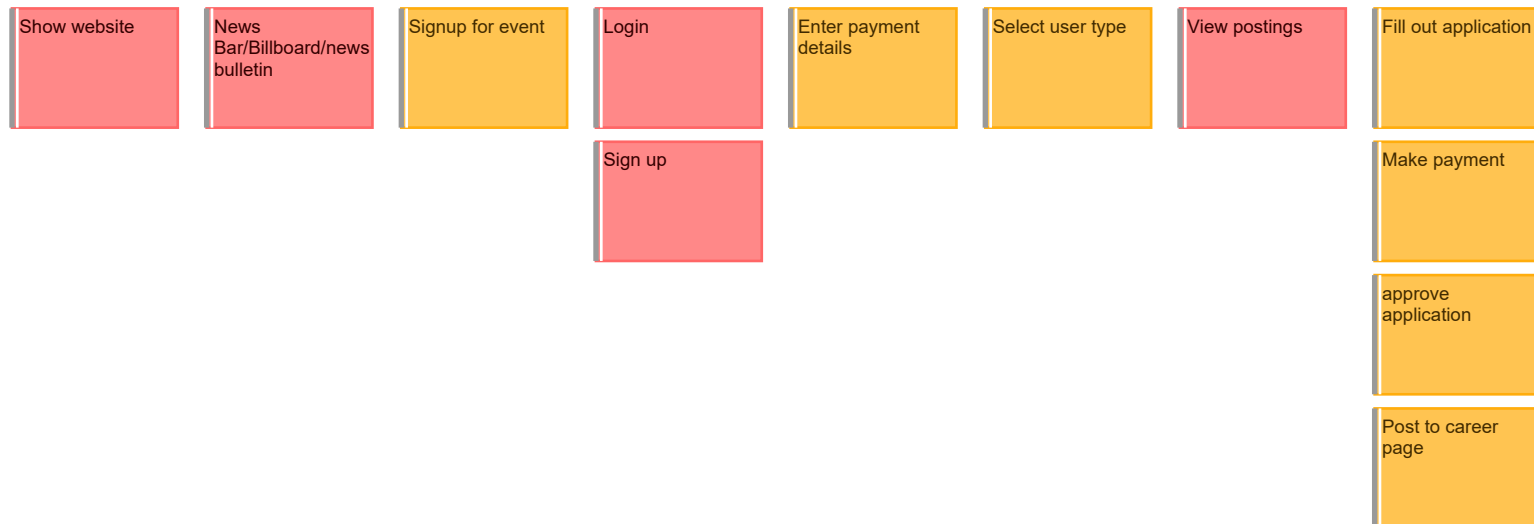 Show website
News
Bar/Billboard/news
bulletin
Signup for event
Login
Enter payment
details
Select user type
View postings
Fill out application
Sign up
Make payment
approve
application
Post to career
page